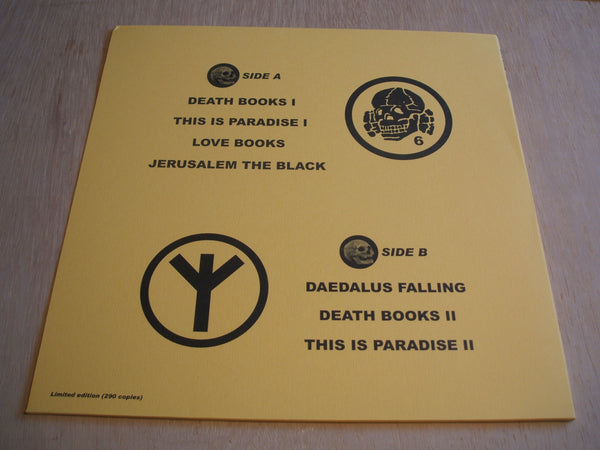 SIDE A
DEATH BOOKS I
THIS IS PARADISE I
LOVE BOOKS
JERUSALEM THE BLACK
6
SIDE B
DAEDALUS FALLING
DEATH BOOKS II
THIS IS PARADISE II
Limited edition (290 copies)